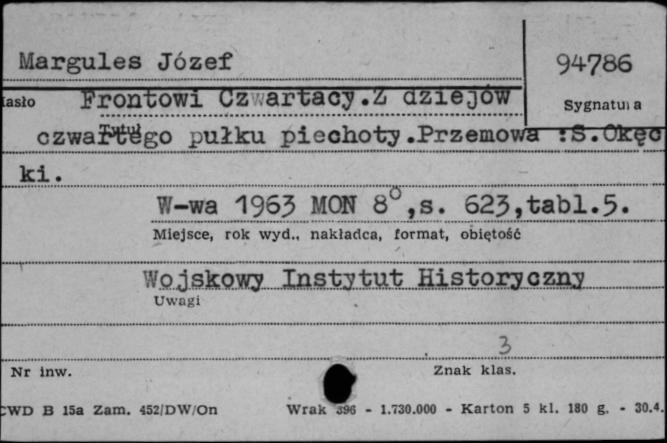 Margules Józef
94786
Hasło
Frontowi Czwartacy.Z dziejów
Sygnatura
Tytuł
czwartego pułku piechoty.Przemowa :S.Okęc
ki.
W-wa 1963 MON 8°,s. 623,tabl.5.
Miejsce, rok wyd., nakładca, format, objętość
Wojskowy Instytut Historyczny
Uwagi
3
Nr inw.
Znak klas.
CWD B 15a Zam. 452/DW/On
Wrak 396 - 1.730.000 - Karton 5 kl. 180 g. - 30.4.